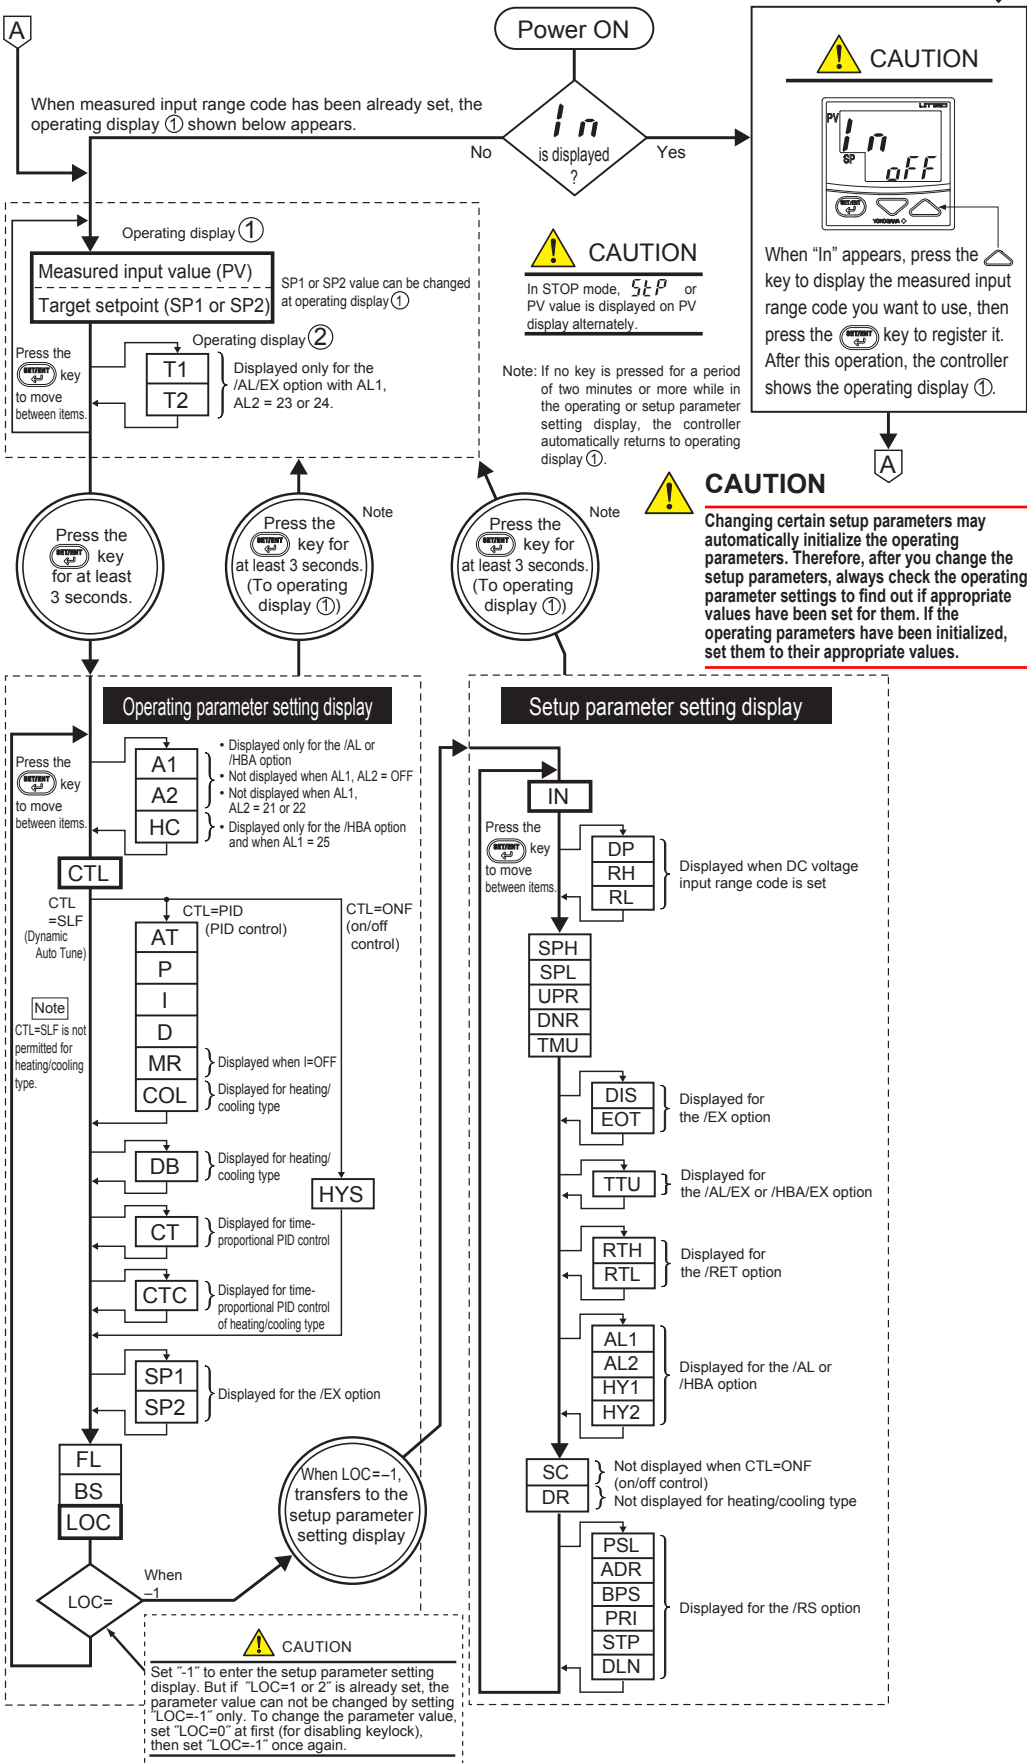 A
Power ON
When measured input range code has been already set, the
operating display ① shown below appears.
In
is displayed
?
No
Yes
CAUTION
PV
In
SP
oFF
SET/ENT
YOKOGAWA
When “In” appears, press the
key to display the measured input
range code you want to use, then
press the SET/ENT key to register it.
After this operation, the controller
shows the operating display ①.
A
Operating display ①
Measured input value (PV)
Target setpoint (SP1 or SP2)
SP1 or SP2 value can be changed
at operating display ①
Operating display ②
Press the
SET/ENT key
to move
between items.
T1
T2
Displayed only for the
/AL/EX option with AL1,
AL2 = 23 or 24.
CAUTION
In STOP mode, StP or
PV value is displayed on PV
display alternately.
Note: If no key is pressed for a period
of two minutes or more while in
the operating or setup parameter
setting display, the controller
automatically returns to operating
display ①.
CAUTION
Changing certain setup parameters may
automatically initialize the operating
parameters. Therefore, after you change the
setup parameters, always check the operating
parameter settings to find out if appropriate
values have been set for them. If the
operating parameters have been initialized,
set them to their appropriate values.
Press the
SET/ENT key
for at least
3 seconds.
Note
Press the
SET/ENT key for
at least 3 seconds.
(To operating
display ①)
Note
Press the
SET/ENT key for
at least 3 seconds.
(To operating
display ①)
Operating parameter setting display
Press the
SET/ENT key
to move
between items.
A1
A2
HC
• Displayed only for the /AL or
/HBA option
• Not displayed when AL1, AL2 = OFF
• Not displayed when AL1,
AL2 = 21 or 22
• Displayed only for the /HBA option
and when AL1 = 25
CTL
CTL
=SLF
(Dynamic
Auto Tune)
CTL=PID
(PID control)
CTL=ONF
(on/off
control)
Note
CTL=SLF is not
permitted for
heating/cooling
type.
AT
P
I
D
MR
Displayed when I=OFF
COL
Displayed for heating/
cooling type
DB
Displayed for heating/
cooling type
HYS
CT
Displayed for time-
proportional PID control
CTC
Displayed for time-
proportional PID control
of heating/cooling type
SP1
SP2
Displayed for the /EX option
FL
BS
LOC
LOC=
When
–1
When LOC=–1,
transfers to the
setup parameter
setting display
CAUTION
Set ˝-1˝ to enter the setup parameter setting
display. But if ˝LOC=1 or 2˝ is already set, the
parameter value can not be changed by setting
˝LOC=-1˝ only. To change the parameter value,
set ˝LOC=0˝ at first (for disabling keylock),
then set ˝LOC=-1˝ once again.
Setup parameter setting display
IN
Press the
SET/ENT key
to move
between items.
DP
RH
RL
Displayed when DC voltage
input range code is set
SPH
SPL
UPR
DNR
TMU
DIS
EOT
Displayed for
the /EX option
TTU
Displayed for
the /AL/EX or /HBA/EX option
RTH
RTL
Displayed for
the /RET option
AL1
AL2
HY1
HY2
Displayed for the /AL or
/HBA option
SC
Not displayed when CTL=ONF
(on/off control)
DR
Not displayed for heating/cooling type
PSL
ADR
BPS
PRI
STP
DLN
Displayed for the /RS option